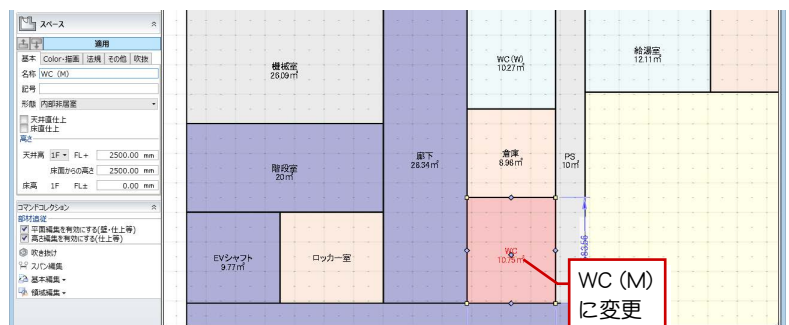 スペース
適用
基本 Color・描画 法規 その他 吹抜
名称 WC (M)
記号
形態 内部非居室
天井直仕上
床直仕上
高さ
天井高 1F FL+ 2500.00 mm
床面からの高さ 2500.00 mm
床高 1F FL± 0.00 mm
コマンドコレクション
部材追従
平面編集を有効にする(壁・仕上等)
高さ編集を有効にする(仕上等)
吹き抜け
スパン編集
基本編集
領域編集
機械室
26.09㎡
WC(W)
10.27㎡
給湯室
12.11㎡
階段室
20㎡
廊下
28.34㎡
倉庫
8.96㎡
PS
10㎡
EVシャフト
9.77㎡
ロッカー室
WC
10.75㎡
WC (M)
に変更